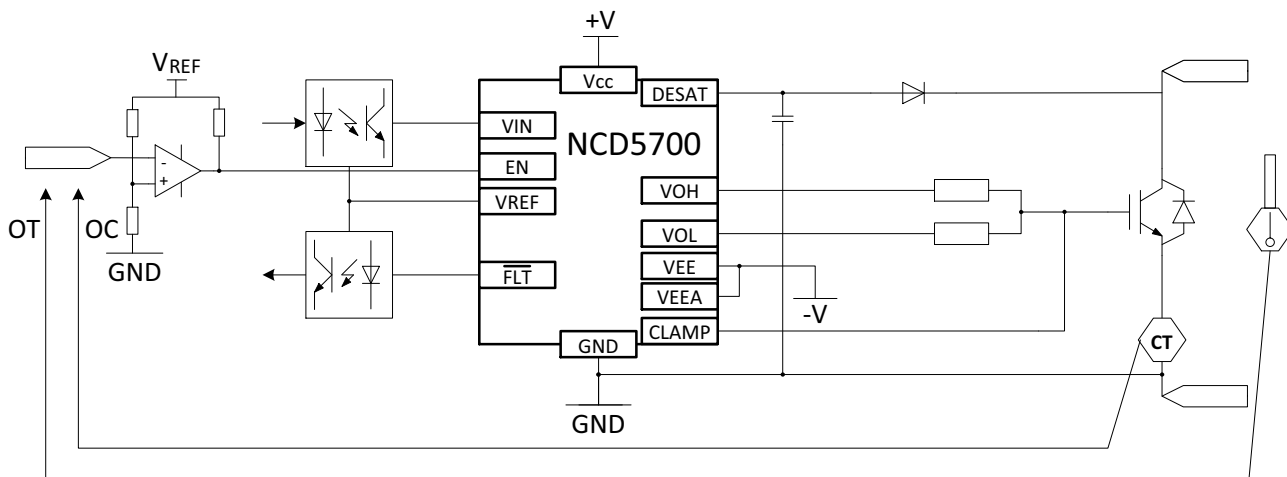 +V
VREF
Vcc
DESAT
VIN
NCD5700
EN
VREF
VOH
OT
OC
VOL
GND
VEE
FLT
VEEA
-V
CLAMP
GND
CT
GND